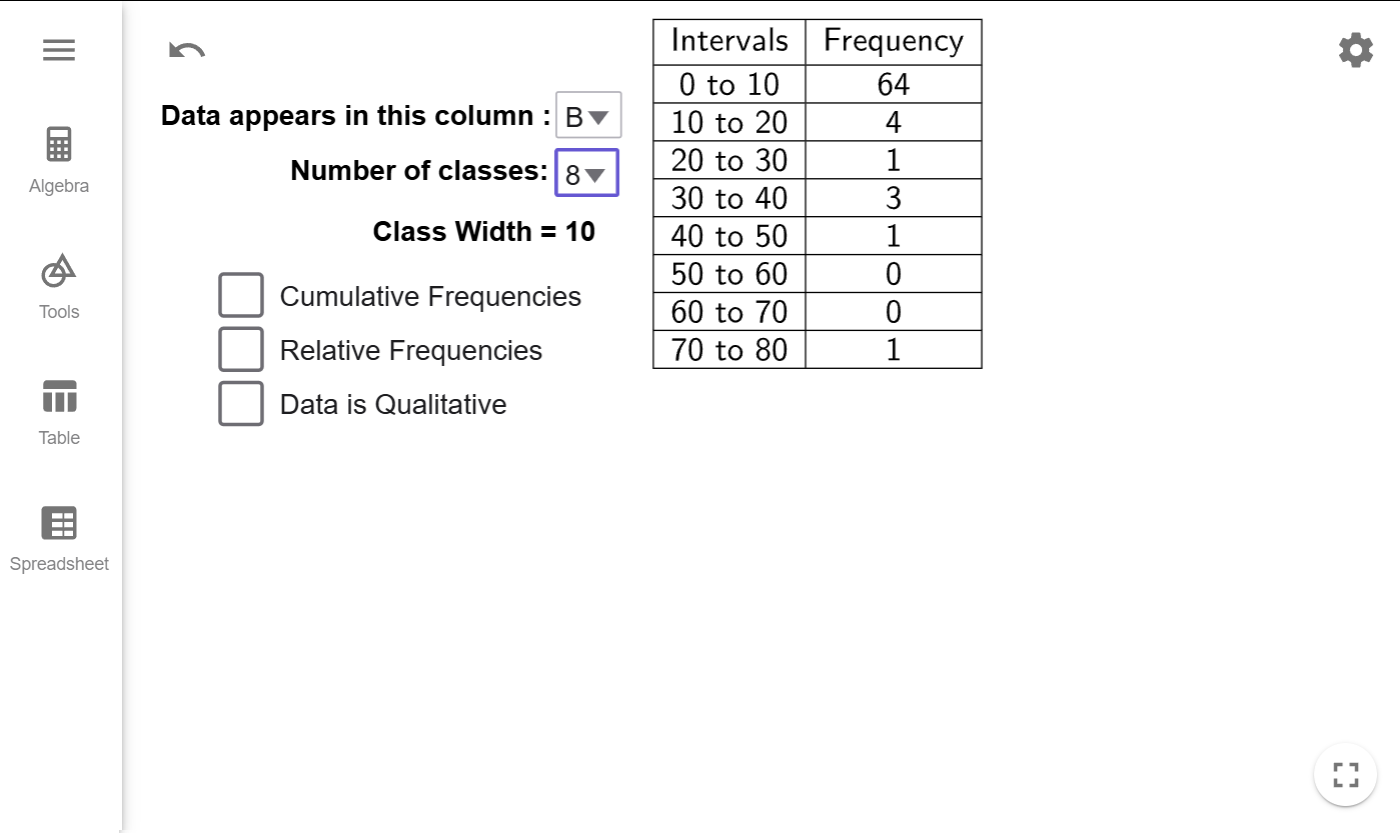 Algebra
Tools
Table
Spreadsheet
Data appears in this column : B
Number of classes: 8
Class Width = 10
Cumulative Frequencies
Relative Frequencies
Data is Qualitative
Intervals Frequency
0 to 10 64
10 to 20 4
20 to 30 1
30 to 40 3
40 to 50 1
50 to 60 0
60 to 70 0
70 to 80 1